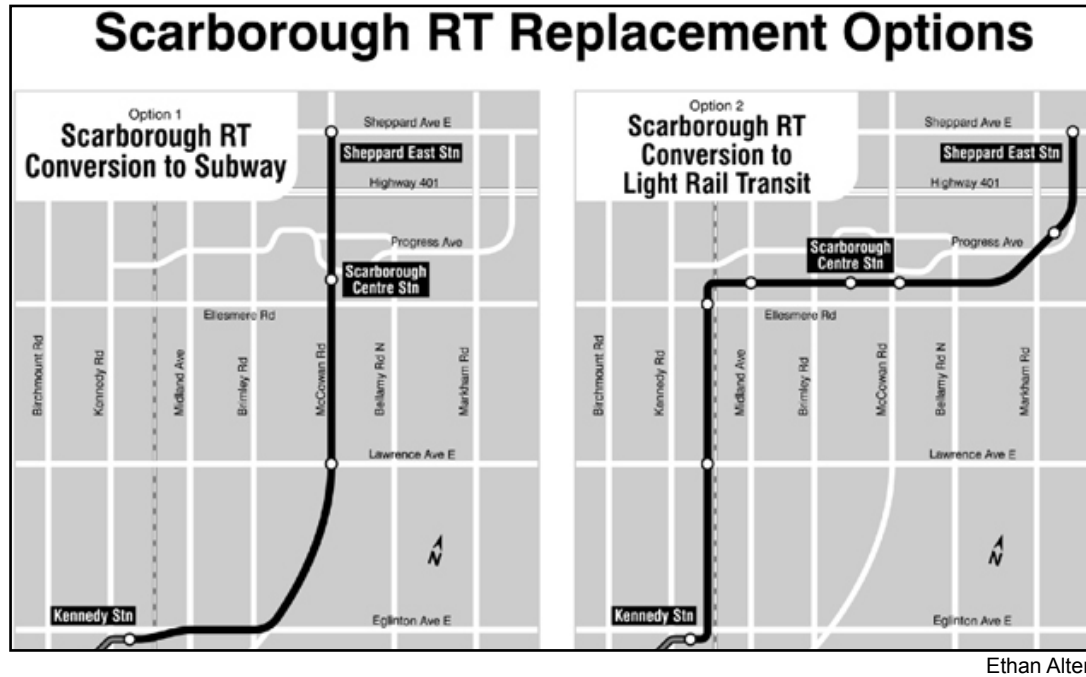 Scarborough RT Replacement Options
Option 1
Scarborough RT
Conversion to Subway
Sheppard Ave E
Sheppard East Stn
Highway 401
Progress Ave
Scarborough
Centre Stn
Ellesmere Rd
Birchmount Rd
Kennedy Rd
Midland Ave
Brimley Rd
McCowan Rd
Bellamy Rd N
Markham Rd
Lawrence Ave E
N
Kennedy Stn
Eglinton Ave E
Option 2
Scarborough RT
Conversion to
Light Rail Transit
Sheppard Ave E
Sheppard East Stn
Highway 401
Scarborough
Centre Stn
Progress Ave
Ellesmere Rd
Birchmount Rd
Kennedy Rd
Midland Ave
Brimley Rd
McCowan Rd
Bellamy Rd N
Markham Rd
Lawrence Ave E
N
Kennedy Stn
Eglinton Ave E
Ethan Alter